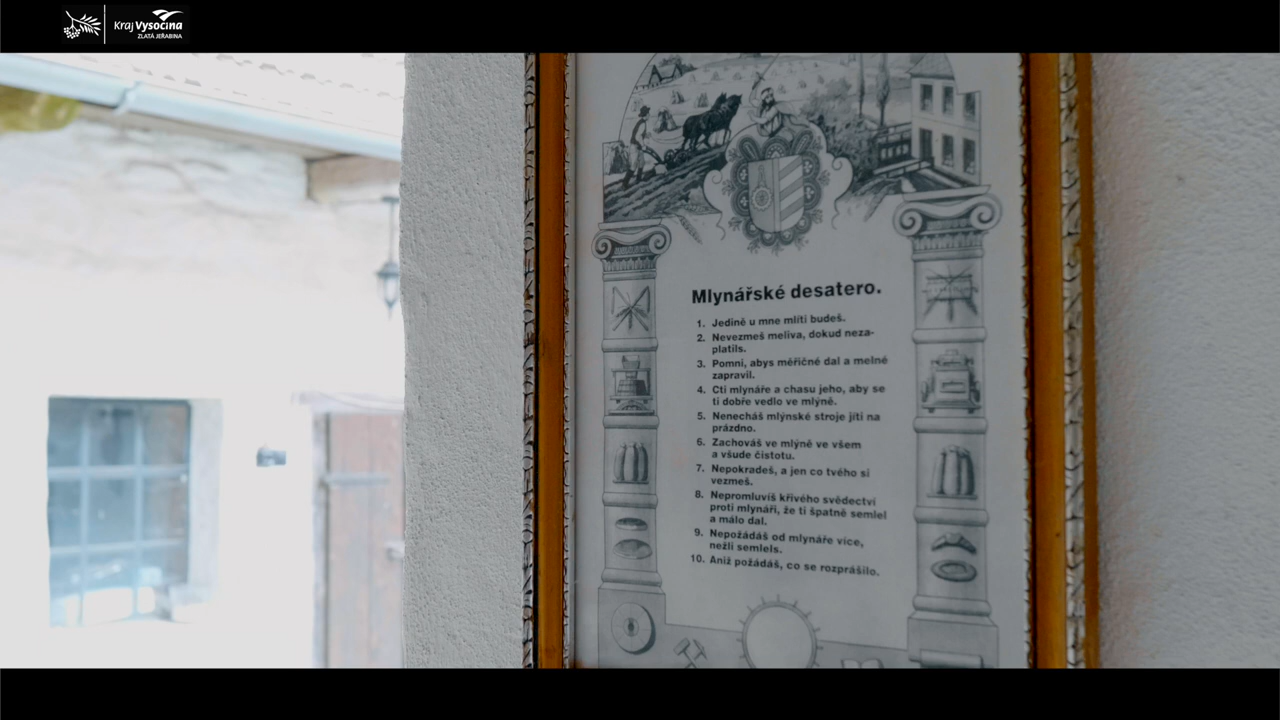 Kraj Vysočina
ZLATÁ JEŘABINA
Mlynářské desatero.
1. Jedině u mne mlíti budeš.
2. Nevezmeš meliva, dokud neza-
platils.
3. Pomni, abys měřičné dal a melné
zapravil.
4. Cti mlynáře a chasu jeho, aby se
ti dobře vedlo ve mlýně.
5. Nenecháš mlýnské stroje jíti na
prázdno.
6. Zachováš ve mlýně ve všem
a všude čistotu.
7. Nepokradeš, a jen co tvého si
vezmeš.
8. Nepromluvíš křivého svědectví
proti mlynáři, že ti špatně semlel
a málo dal.
9. Nepožádáš od mlynáře více,
nežli semlels.
10. Aniž požádáš, co se rozprášilo.